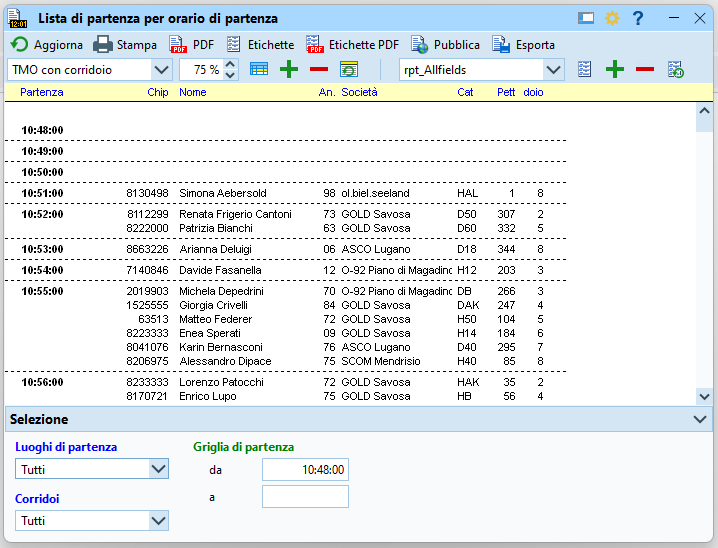 12:01 Lista di partenza per orario di partenza ?
Aggiorna Stampa PDF PDF Etichette PDF Etichette PDF Pubblica Esporta
TMO con corridoio 75 % rpt_Allfields
Partenza Chip Nome An. Società Cat Pett doio
10:48:00
10:49:00
10:50:00
10:51:00 8130498 Simona Aebersold 98 ol.biel.seeland HAL 1 8
10:52:00 8112299 Renata Frigerio Cantoni 73 GOLD Savosa D50 307 2
8222000 Patrizia Bianchi 63 GOLD Savosa D60 332 5
10:53:00 8663226 Arianna Deluigi 06 ASCO Lugano D18 344 8
10:54:00 7140846 Davide Fasanella 12 O-92 Piano di Magadino H12 203 3
10:55:00 2019903 Michela Depedrini 70 O-92 Piano di Magadino DB 266 3
1525555 Giorgia Crivelli 84 GOLD Savosa DAK 247 4
63513 Matteo Federer 72 GOLD Savosa H50 104 5
8223333 Enea Sperati 09 GOLD Savosa H14 184 6
8041076 Karin Bernasconi 76 ASCO Lugano D40 295 7
8206975 Alessandro Dipace 75 SCOM Mendrisio H40 85 8
10:56:00 8233333 Lorenzo Patocchi 72 GOLD Savosa HAK 35 2
8170721 Enrico Lupo 75 GOLD Savosa HB 56 4
Selezione
Luoghi di partenza Griglia di partenza
Tutti da 10:48:00
a
Corridoi
Tutti